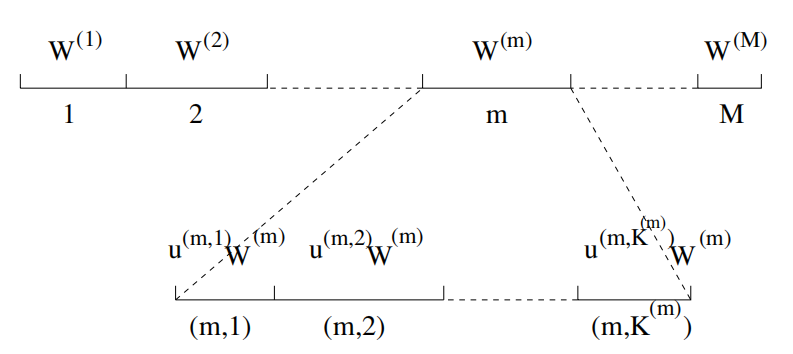 W(1) W(2) W(m) W(M)
1 2 m M
u(m,1)W(m) u(m,2)W(m) u(m,K(m))W(m)
(m,1) (m,2) (m,K(m))